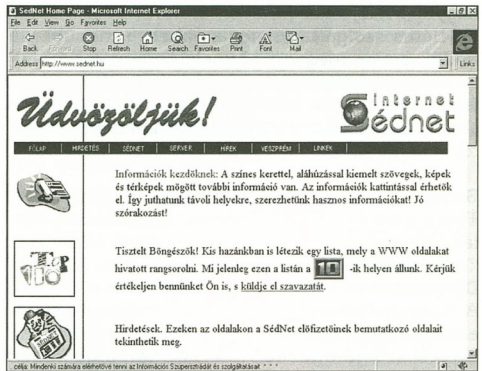 SedNet Home Page - Microsoft Internet Explorer
File Edit View Go Favorites Help
Back Forward Stop Refresh Home Search Favorites Print Font Mail
Address http://www.sednet.hu Links
Üdvözöljük!
internet
Sédnet
FŐLAP HIRDETÉS SÉDNET SERVER HÍREK VESZPRÉM LINKEK
Információk kezdőknek: A színes kerettel, aláhúzással kiemelt szövegek, képek
és térképek mögött további információ van. Az információk kattintással érhetők
el. Így juthatunk távoli helyekre, szerezhetünk hasznos információkat! Jó
szórakozást!
Tisztelt Böngészők! Kis hazánkban is létezik egy lista, mely a WWW oldalakat
hivatott rangsorolni. Mi jelenleg ezen a listán a 10 -ik helyen állunk. Kérjük
értékeljen bennünket Ön is, s küldje el szavazatát.
Hirdetések. Ezeken az oldalakon a SédNet előfizetőinek bemutatkozó oldalait
tekinthetik meg.
célja: Mindenki számára elérhetővé tenni az Információs Szupersztrádát és szolgáltatásait * * *